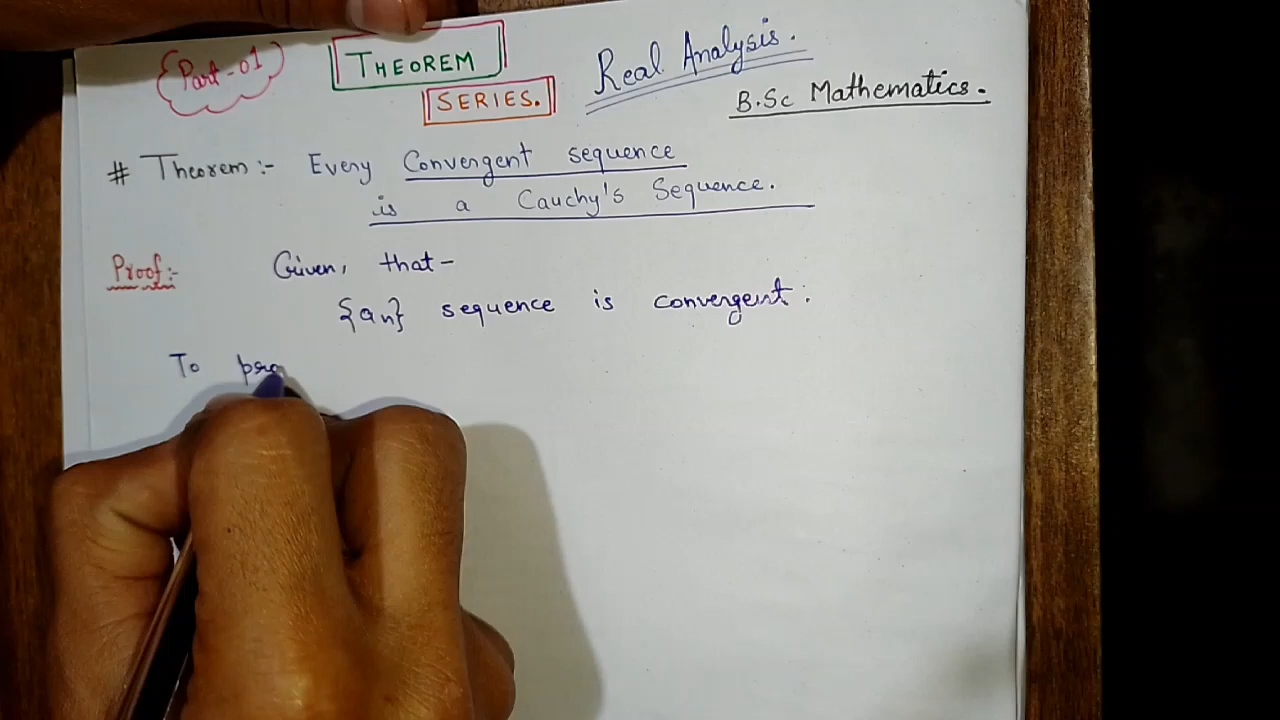 Part-01
THEOREM
SERIES.
Real Analysis.
B.Sc Mathematics.
# Theorem:- Every Convergent sequence
is a Cauchy's Sequence.
Proof:- Given, that-
{an} sequence is convergent.
To pro